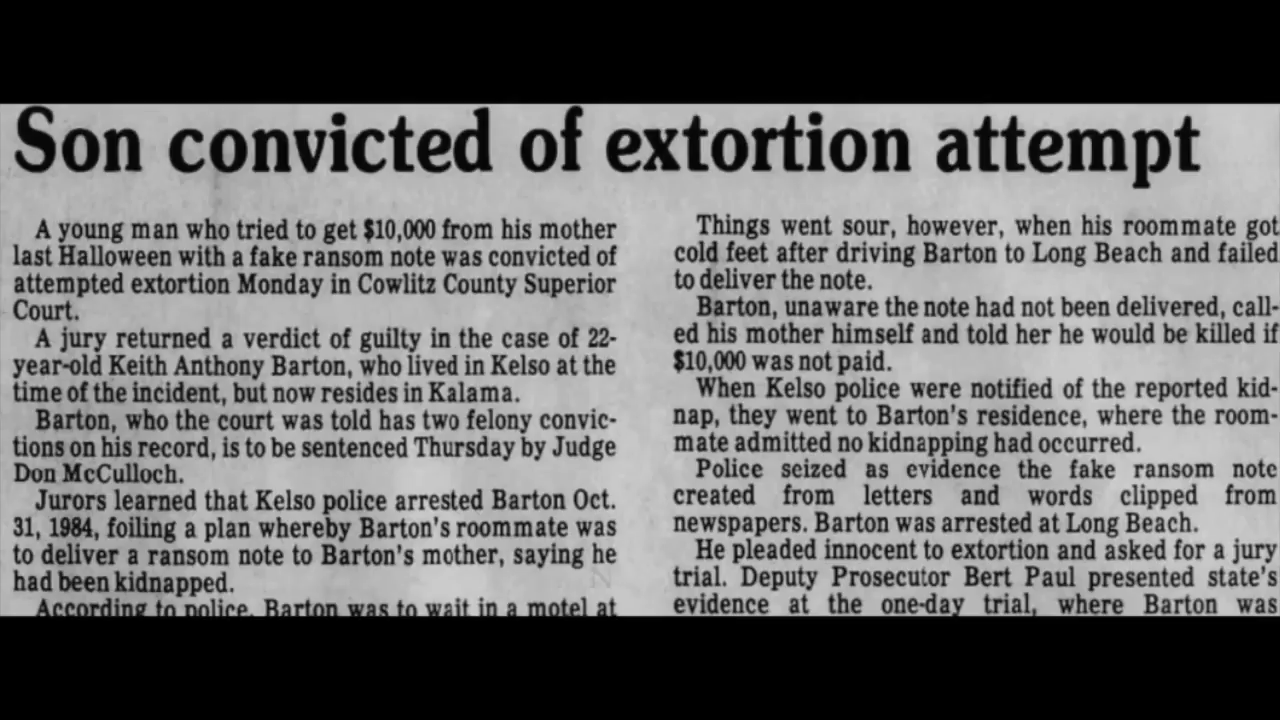 Son convicted of extortion attempt
A young man who tried to get $10,000 from his mother
last Halloween with a fake ransom note was convicted of
attempted extortion Monday in Cowlitz County Superior
Court.
A jury returned a verdict of guilty in the case of 22-
year-old Keith Anthony Barton, who lived in Kelso at the
time of the incident, but now resides in Kalama.
Barton, who the court was told has two felony convic-
tions on his record, is to be sentenced Thursday by Judge
Don McCulloch.
Jurors learned that Kelso police arrested Barton Oct.
31, 1984, foiling a plan whereby Barton's roommate was
to deliver a ransom note to Barton's mother, saying he
had been kidnapped.
According to police, Barton was to wait in a motel at
Things went sour, however, when his roommate got
cold feet after driving Barton to Long Beach and failed
to deliver the note.
Barton, unaware the note had not been delivered, call-
ed his mother himself and told her he would be killed if
$10,000 was not paid.
When Kelso police were notified of the reported kid-
nap, they went to Barton's residence, where the room-
mate admitted no kidnapping had occurred.
Police seized as evidence the fake ransom note
created from letters and words clipped from
newspapers. Barton was arrested at Long Beach.
He pleaded innocent to extortion and asked for a jury
trial. Deputy Prosecutor Bert Paul presented state's
evidence at the one-day trial, where Barton was